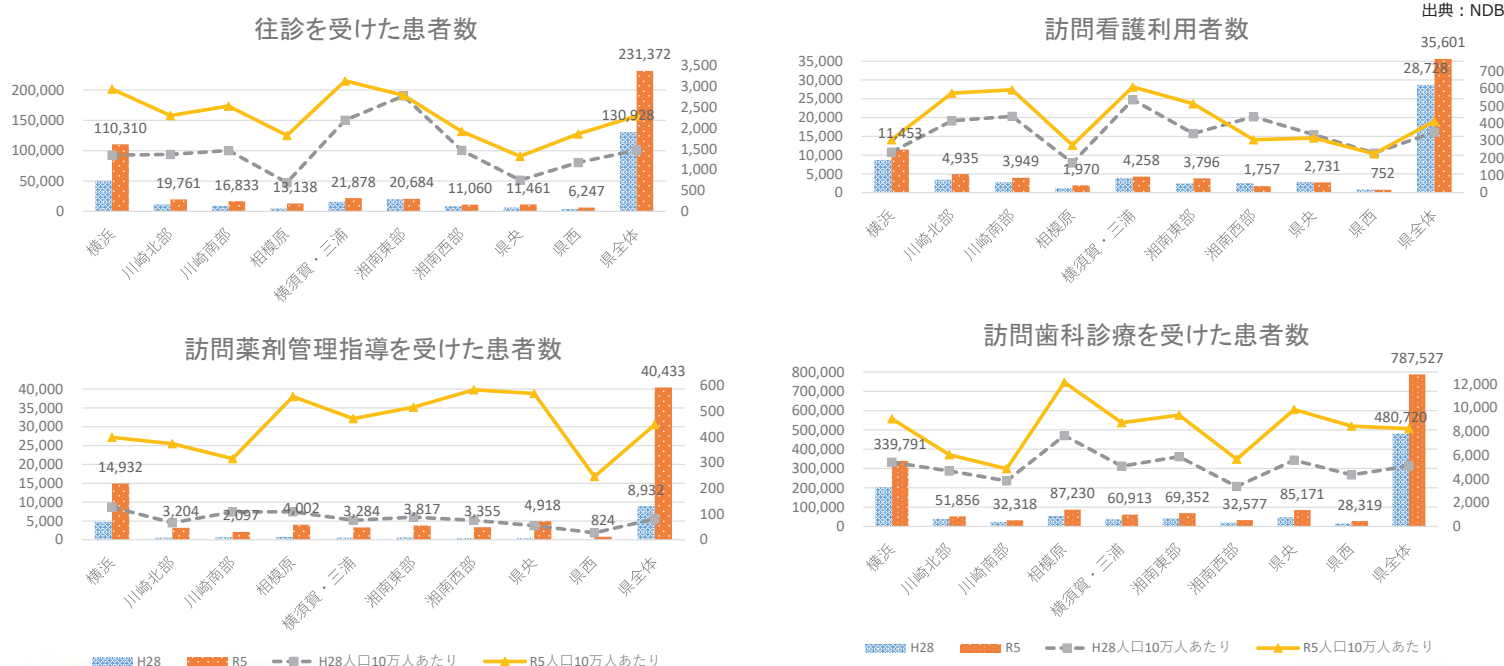 出典：NDB
往診を受けた患者数
231,372
130,928
110,310
19,761
16,833
13,138
21,878
20,684
11,060
11,461
6,247
200,000
150,000
100,000
50,000
0
3,500
3,000
2,500
2,000
1,500
1,000
500
0
横浜
川崎北部
川崎南部
相模原
横須賀・三浦
湘南東部
湘南西部
県央
県西
県全体
訪問看護利用者数
35,601
28,728
11,453
4,935
3,949
1,970
4,258
3,796
1,757
2,731
752
35,000
30,000
25,000
20,000
15,000
10,000
5,000
0
700
600
500
400
300
200
100
0
横浜
川崎北部
川崎南部
相模原
横須賀・三浦
湘南東部
湘南西部
県央
県西
県全体
訪問薬剤管理指導を受けた患者数
40,433
8,932
14,932
3,204
2,097
4,002
3,284
3,817
3,355
4,918
824
40,000
35,000
30,000
25,000
20,000
15,000
10,000
5,000
0
600
500
400
300
200
100
0
横浜
川崎北部
川崎南部
相模原
横須賀・三浦
湘南東部
湘南西部
県央
県西
県全体
H28 R5 H28人口10万人あたり R5人口10万人あたり
訪問歯科診療を受けた患者数
787,527
480,720
339,791
51,856
32,318
87,230
60,913
69,352
32,577
85,171
28,319
800,000
700,000
600,000
500,000
400,000
300,000
200,000
100,000
0
12,000
10,000
8,000
6,000
4,000
2,000
0
横浜
川崎北部
川崎南部
相模原
横須賀・三浦
湘南東部
湘南西部
県央
県西
県全体
H28 R5 H28人口10万人あたり R5人口10万人あたり